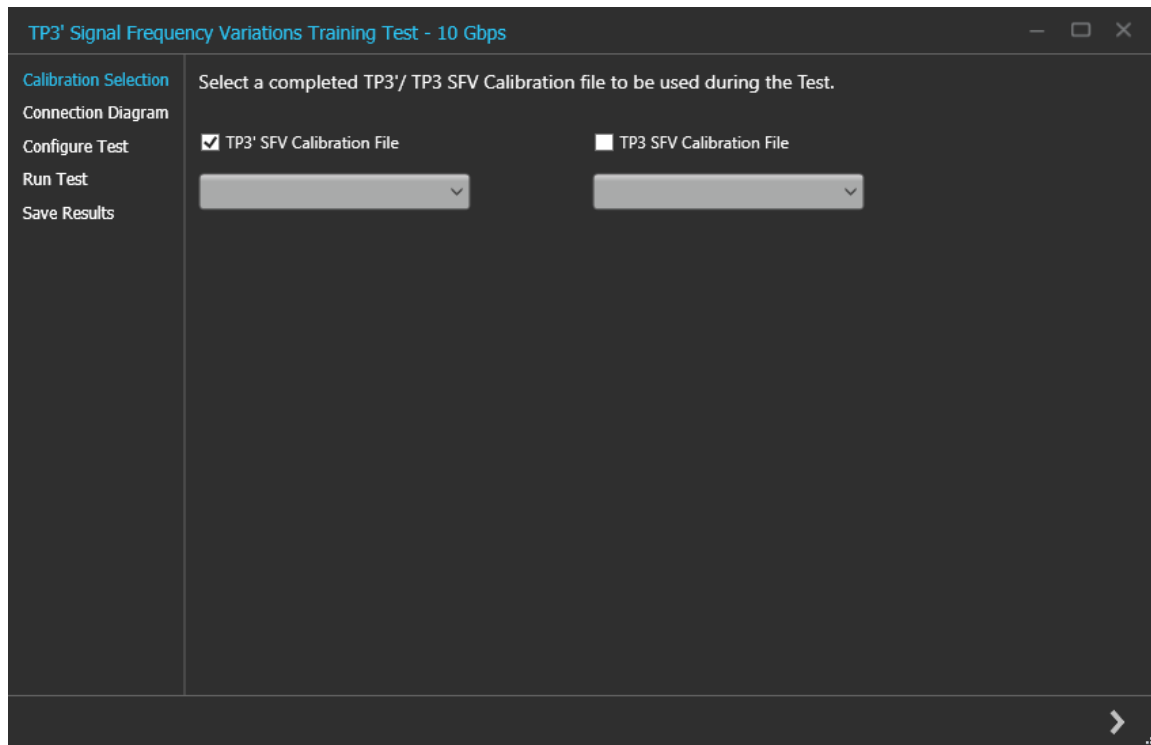 TP3' Signal Frequency Variations Training Test - 10 Gbps
Calibration Selection
Connection Diagram
Configure Test
Run Test
Save Results
Select a completed TP3'/ TP3 SFV Calibration file to be used during the Test.
TP3' SFV Calibration File
TP3 SFV Calibration File